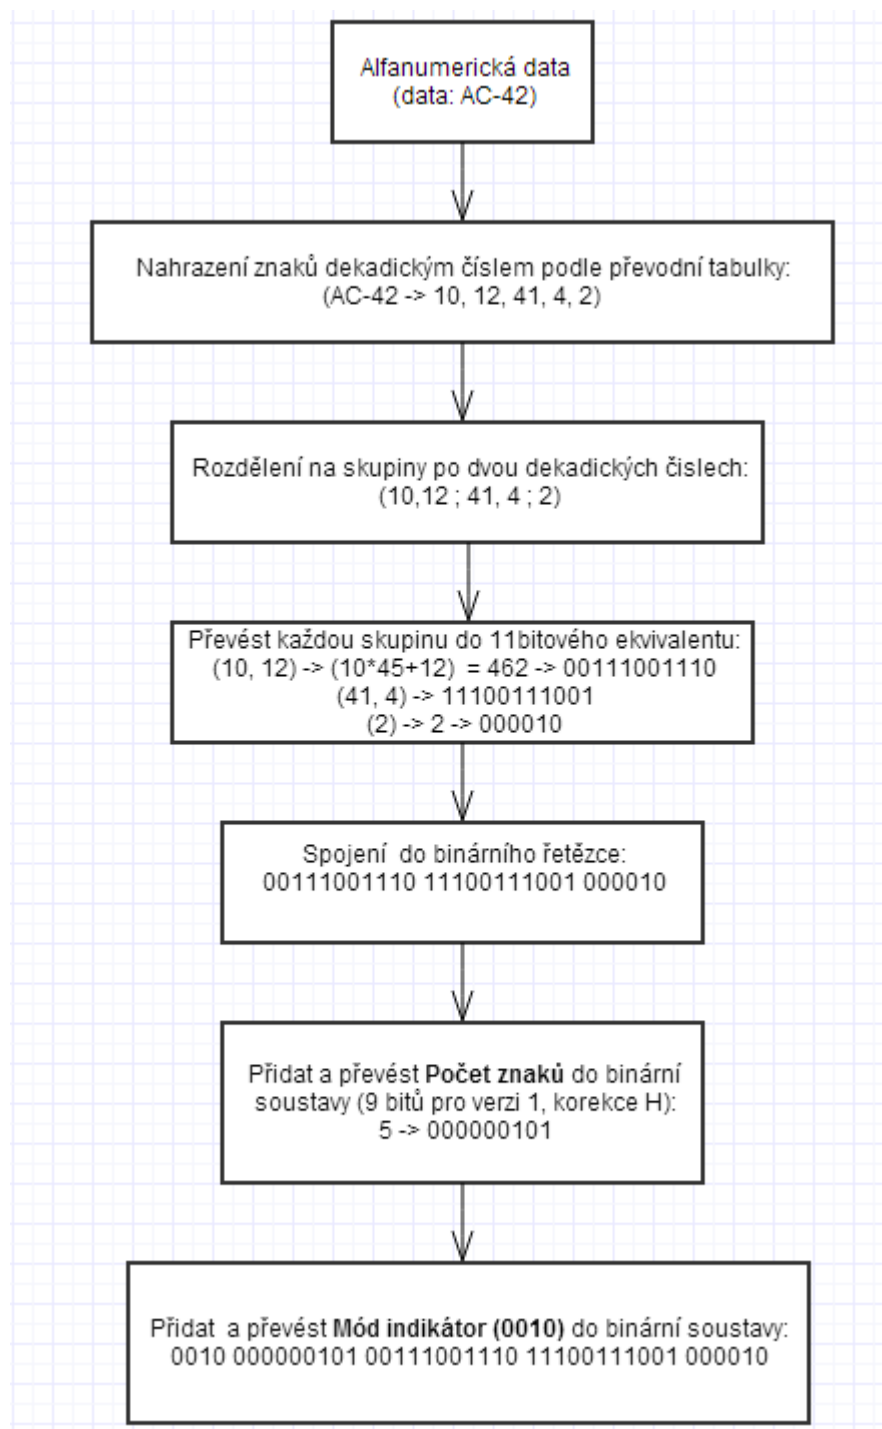 Alfanumerická data
(data: AC-42)
Nahrazení znaků dekadickým číslem podle převodní tabulky:
(AC-42 -> 10, 12, 41, 4, 2)
Rozdělení na skupiny po dvou dekadických čislech:
(10,12 ; 41, 4 ; 2)
Převést každou skupinu do 11bitového ekvivalentu:
(10, 12) -> (10*45+12) = 462 -> 00111001110
(41, 4) -> 11100111001
(2) -> 2 -> 000010
Spojení do binárního řetězce:
00111001110 11100111001 000010
Přidat a převést Počet znaků do binární
soustavy (9 bitů pro verzi 1, korekce H):
5 -> 000000101
Přidat a převést Mód indikátor (0010) do binární soustavy:
0010 000000101 00111001110 11100111001 000010